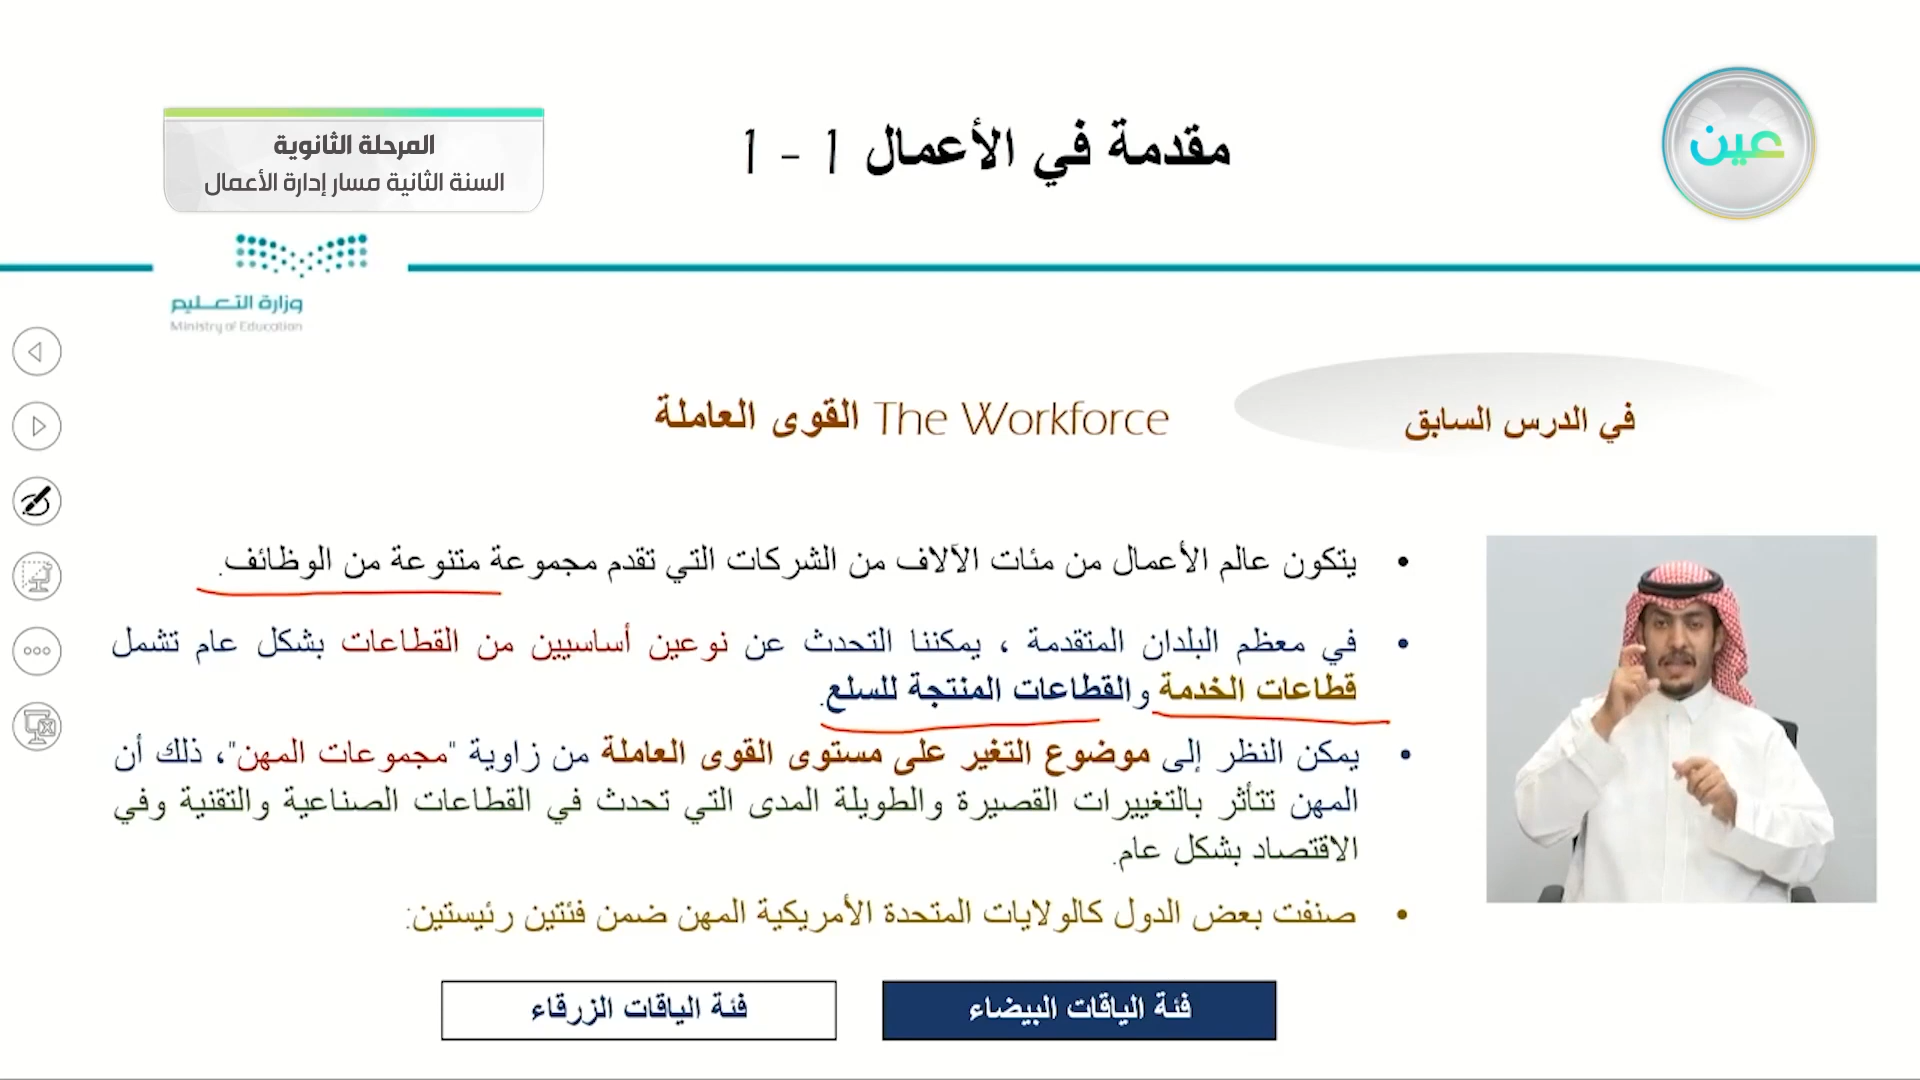 عين
مقدمة في الأعمال 1 - 1
المرحلة الثانوية
السنة الثانية مسار إدارة الأعمال
وزارة التعليم
Ministry of Education
في الدرس السابق
The Workforce القوى العاملة
• يتكون عالم الأعمال من مئات الآلاف من الشركات التي تقدم مجموعة متنوعة من الوظائف.
• في معظم البلدان المتقدمة ، يمكننا التحدث عن نوعين أساسيين من القطاعات بشكل عام تشمل
قطاعات الخدمة والقطاعات المنتجة للسلع.
• يمكن النظر إلى موضوع التغير على مستوى القوى العاملة من زاوية "مجموعات المهن"، ذلك أن
المهن تتأثر بالتغييرات القصيرة والطويلة المدى التي تحدث في القطاعات الصناعية والتقنية وفي
الاقتصاد بشكل عام.
• صنفت بعض الدول كالولايات المتحدة الأمريكية المهن ضمن فئتين رئيستين:
فئة الياقات البيضاء
فئة الياقات الزرقاء